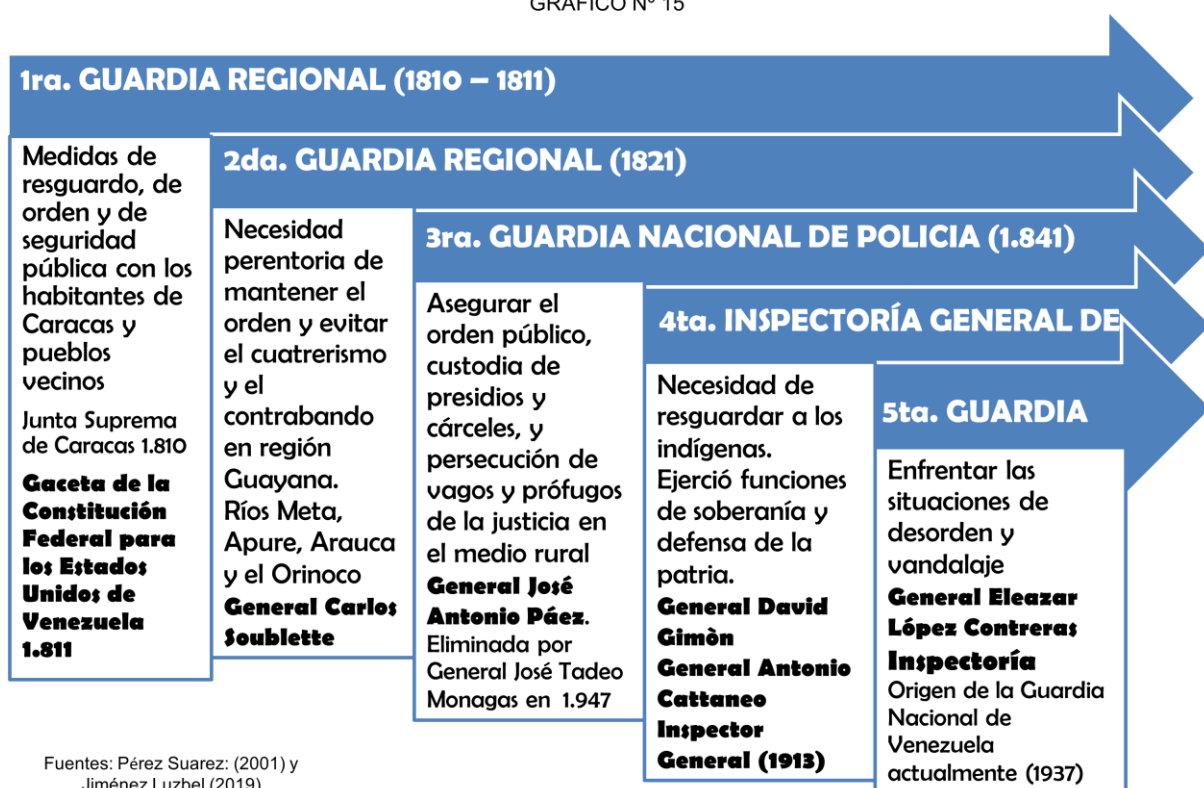 GRÁFICO Nº 15
1ra. GUARDIA REGIONAL (1810 – 1811)
Medidas de
resguardo, de
orden y de
seguridad
pública con los
habitantes de
Caracas y
pueblos
vecinos
Junta Suprema
de Caracas 1.810
Gaceta de la
Constitución
Federal para
los Estados
Unidos de
Venezuela
1.811
2da. GUARDIA REGIONAL (1821)
Necesidad
perentoria de
mantener el
orden y evitar
el cuatrerismo
y el
contrabando
en región
Guayana.
Ríos Meta,
Apure, Arauca
y el Orinoco
General Carlos
Soublette
3ra. GUARDIA NACIONAL DE POLICIA (1.841)
Asegurar el
orden público,
custodia de
presidios y
cárceles, y
persecución de
vagos y prófugos
de la justicia en
el medio rural
General José
Antonio Páez.
Eliminada por
General José Tadeo
Monagas en 1.947
4ta. INSPECTORÍA GENERAL DE
Necesidad de
resguardar a los
indígenas.
Ejerció funciones
de soberanía y
defensa de la
patria.
General David
Gimòn
General Antonio
Cattaneo
Inspector
General (1913)
5ta. GUARDIA
Enfrentar las
situaciones de
desorden y
vandalaje
General Eleazar
López Contreras
Inspectoría
Origen de la Guardia
Nacional de
Venezuela
actualmente (1937)
Fuentes: Pérez Suarez: (2001) y
Jiménez Luzbel (2019)